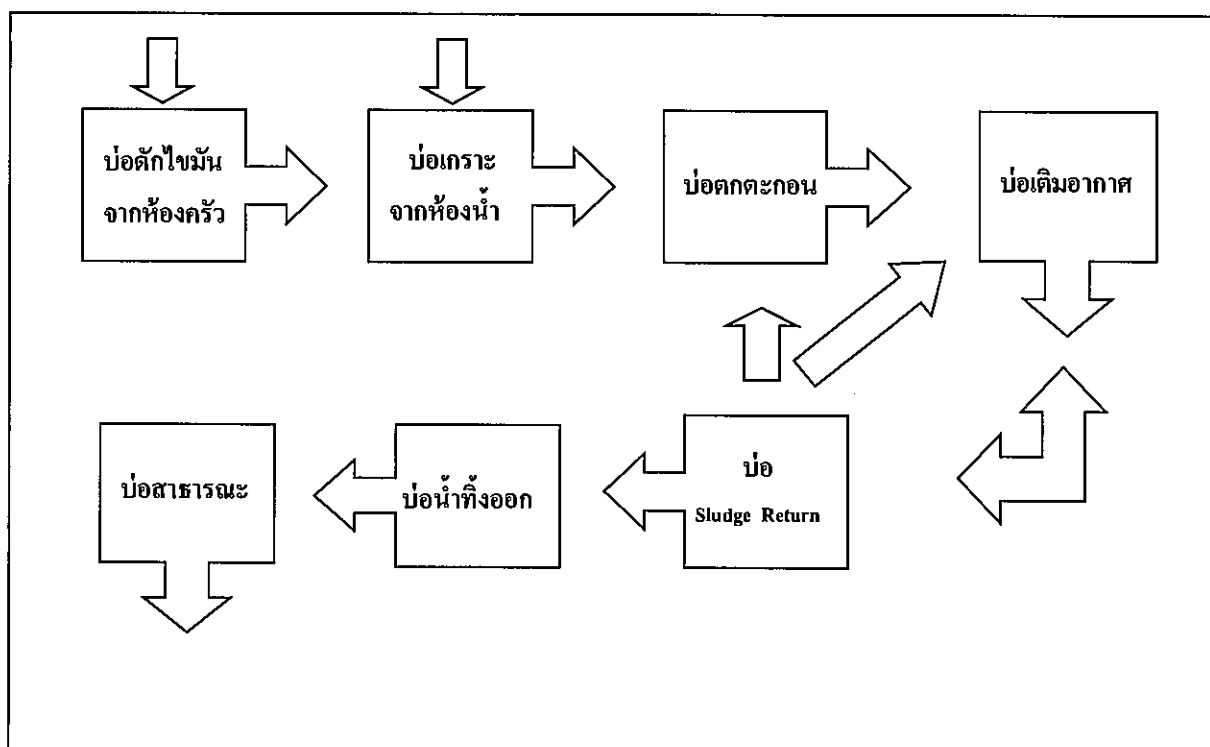 บ่อดักไขมัน
จากห้องครัว
บ่อเกราะ
จากห้องน้ำ
บ่อตกตะกอน
บ่อเติมอากาศ
บ่อสาธารณะ
บ่อน้ำทิ้งออก
บ่อ
Sludge Return